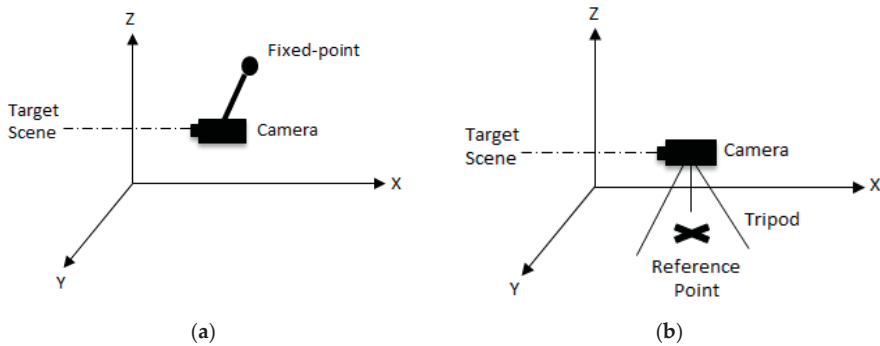 Z
Fixed-point
Target
Scene
Camera
X
Y
(a)
Z
Target
Scene
Camera
X
Tripod
Reference
Point
Y
(b)